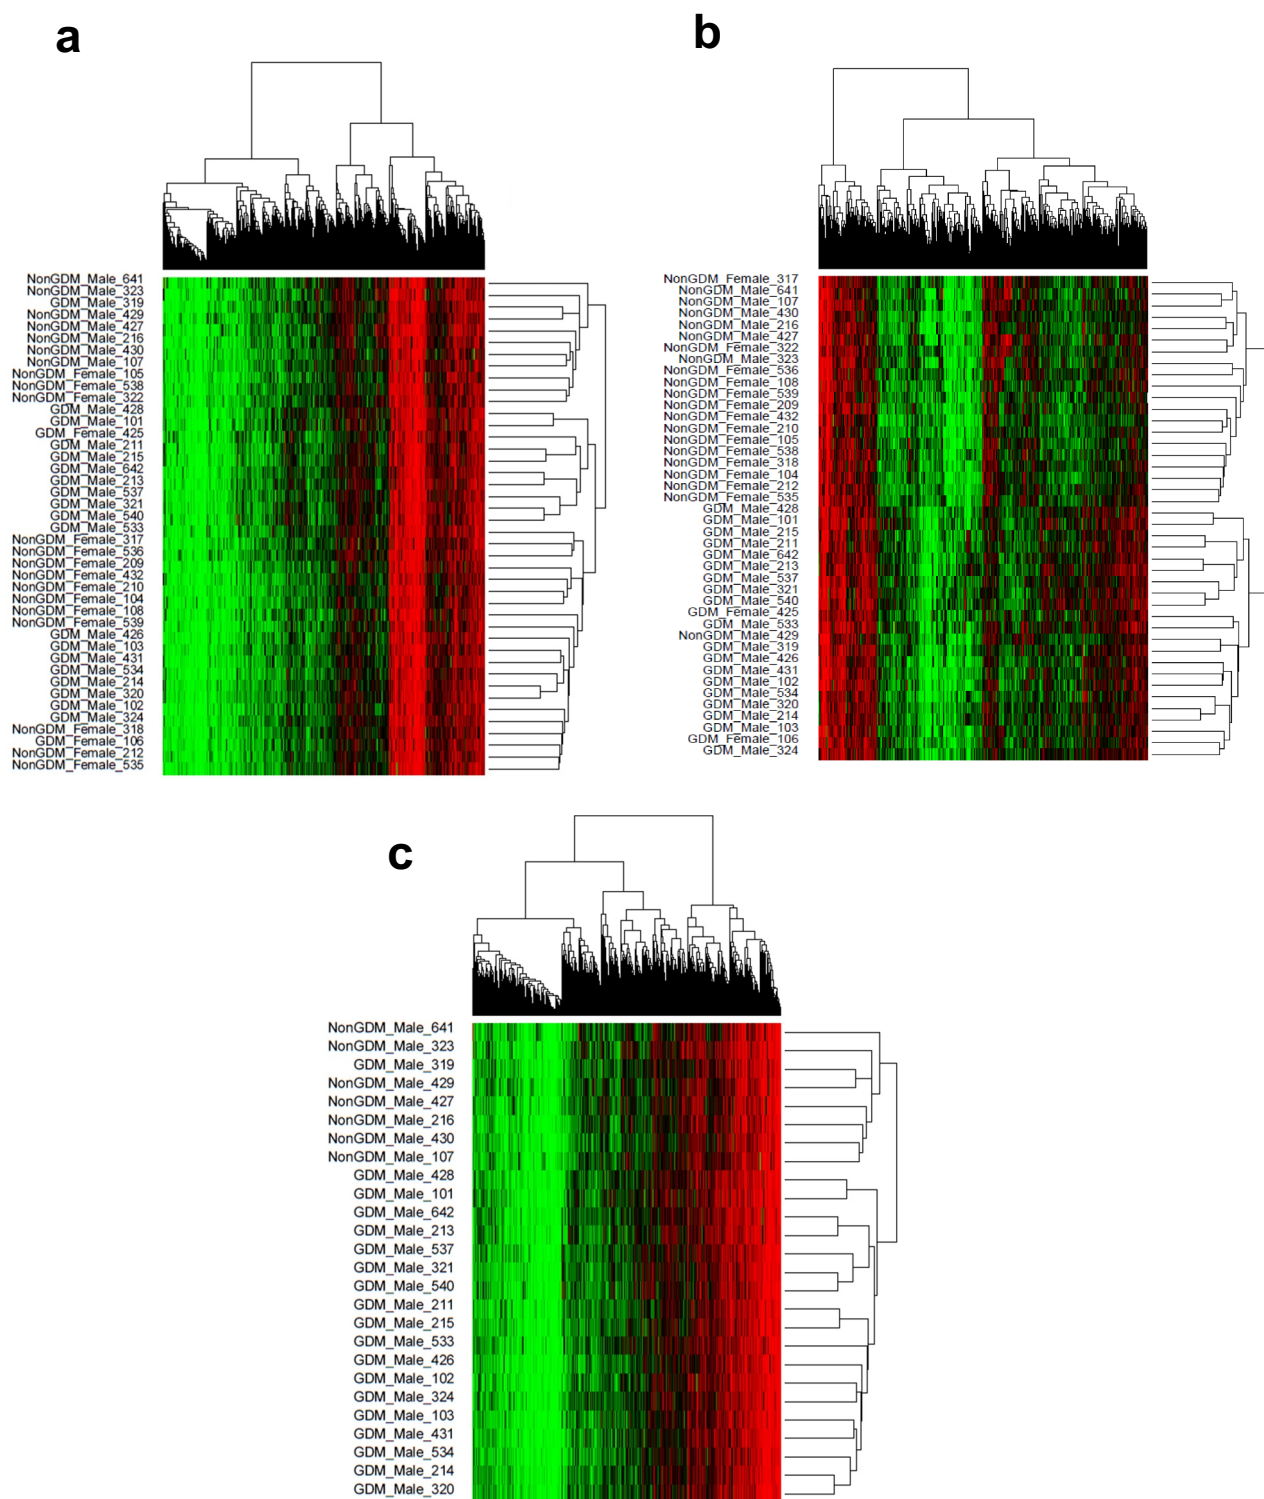 a
NonGDM_Male_641
NonGDM_Male_323
GDM_Male_319
NonGDM_Male_429
NonGDM_Male_427
NonGDM_Male_216
NonGDM_Male_430
NonGDM_Male_107
NonGDM_Female_105
NonGDM_Female_538
NonGDM_Female_322
GDM_Male_428
GDM_Male_101
GDM_Female_425
GDM_Male_211
GDM_Male_215
GDM_Male_642
GDM_Male_213
GDM_Male_537
GDM_Male_321
GDM_Male_540
GDM_Male_533
NonGDM_Female_317
NonGDM_Female_536
NonGDM_Female_209
NonGDM_Female_432
NonGDM_Female_210
NonGDM_Female_104
NonGDM_Female_108
NonGDM_Female_539
GDM_Male_426
GDM_Male_103
GDM_Male_431
GDM_Male_534
GDM_Male_214
GDM_Male_320
GDM_Male_102
GDM_Male_324
NonGDM_Female_318
GDM_Female_106
NonGDM_Female_212
NonGDM_Female_535
b
NonGDM_Female_317
NonGDM_Male_641
NonGDM_Male_107
NonGDM_Male_430
NonGDM_Male_216
NonGDM_Male_427
NonGDM_Female_322
NonGDM_Male_323
NonGDM_Female_536
NonGDM_Female_108
NonGDM_Female_539
NonGDM_Female_209
NonGDM_Female_432
NonGDM_Female_210
NonGDM_Female_105
NonGDM_Female_538
NonGDM_Female_318
NonGDM_Female_104
NonGDM_Female_212
NonGDM_Female_535
GDM_Male_428
GDM_Male_101
GDM_Male_215
GDM_Male_211
GDM_Male_642
GDM_Male_213
GDM_Male_537
GDM_Male_321
GDM_Male_540
GDM_Female_425
GDM_Male_533
NonGDM_Male_429
GDM_Male_319
GDM_Male_426
GDM_Male_431
GDM_Male_102
GDM_Male_534
GDM_Male_320
GDM_Male_214
GDM_Male_103
GDM_Female_106
GDM_Male_324
c
NonGDM_Male_641
NonGDM_Male_323
GDM_Male_319
NonGDM_Male_429
NonGDM_Male_427
NonGDM_Male_216
NonGDM_Male_430
NonGDM_Male_107
GDM_Male_428
GDM_Male_101
GDM_Male_642
GDM_Male_213
GDM_Male_537
GDM_Male_321
GDM_Male_540
GDM_Male_211
GDM_Male_215
GDM_Male_533
GDM_Male_426
GDM_Male_102
GDM_Male_324
GDM_Male_103
GDM_Male_431
GDM_Male_534
GDM_Male_214
GDM_Male_320